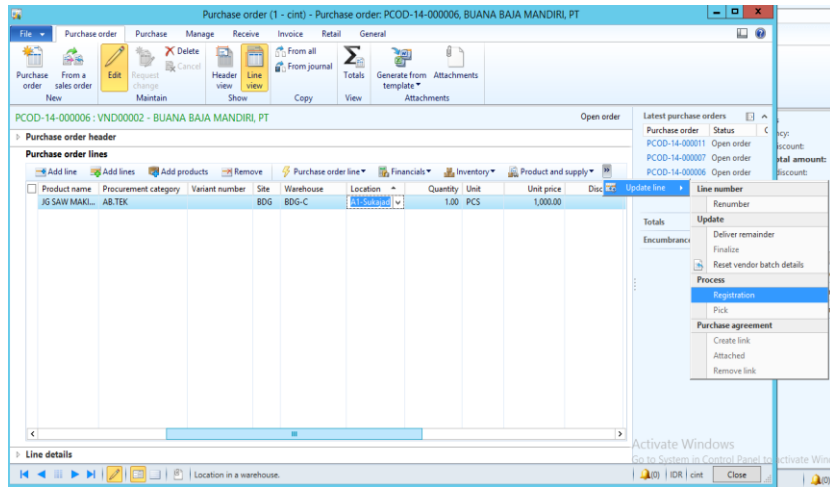 Purchase order (1 - cint) - Purchase order: PCOD-14-000006, BUANA BAJA MANDIRI, PT
File Purchase order Purchase Manage Receive Invoice Retail General
Purchase order
From a sales order
New
Edit
Request change
Delete
Cancel
Maintain
Header view
Line view
Show
From all
From journal
Copy
Totals
View
Generate from template
Attachments
Attachments
PCOD-14-000006 : VND00002 - BUANA BAJA MANDIRI, PT
Open order
Purchase order header
Purchase order lines
Add line Add lines Add products Remove Purchase order line Financials Inventory Product and supply
Product name Procurement category Variant number Site Warehouse Location Quantity Unit Unit price Disc
JG SAW MAKI... AB.TEK BDG BDG-C A1-Sukajad 1.00 PCS 1,000.00
Latest purchase orders
Purchase order Status C
PCOD-14-000011 Open order
PCOD-14-000007 Open order
PCOD-14-000006 Open order
Totals
Encumbranc
Update line
Line number
Renumber
Update
Deliver remainder
Finalize
Reset vendor batch details
Process
Registration
Pick
Purchase agreement
Create link
Attached
Remove link
ncy:
iscount:
otal amount:
discount:
Line details
Activate Windows
Go to System in Control Panel to
activate Win
Location in a warehouse.
(0) IDR cint Close
(0)